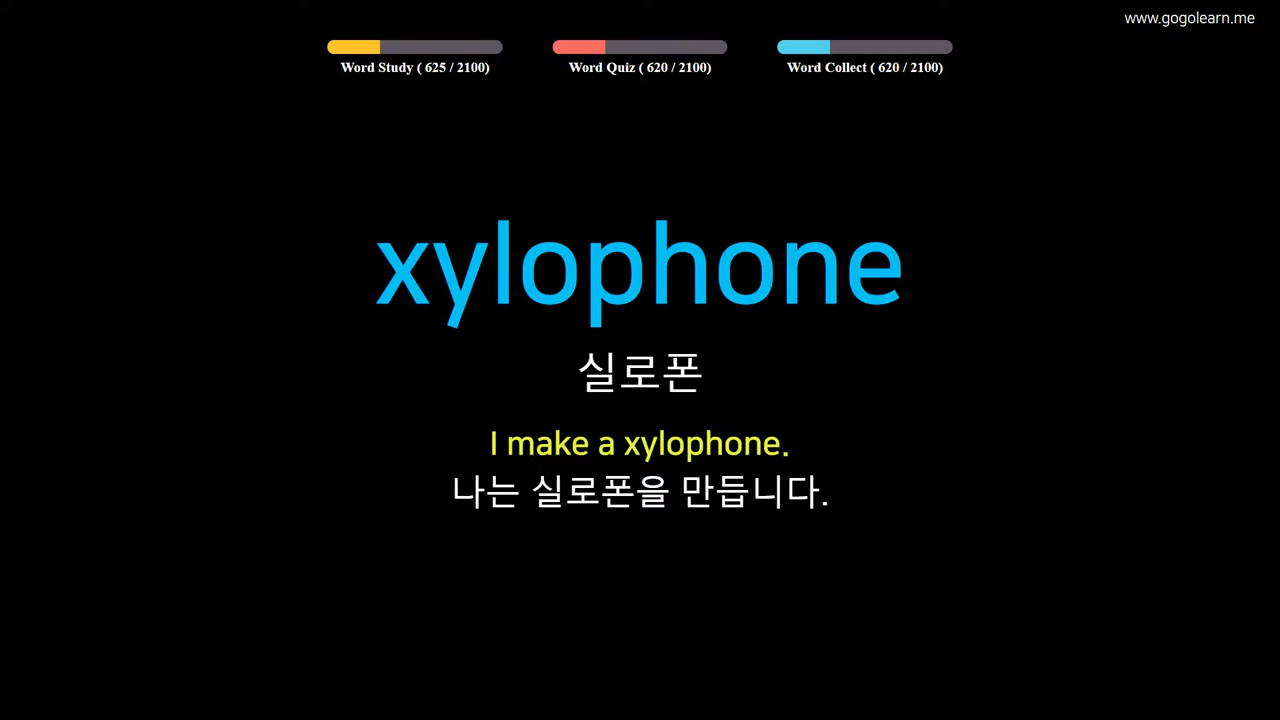 www.gogolearn.me
Word Study ( 625 / 2100)
Word Quiz ( 620 / 2100)
Word Collect ( 620 / 2100)
xylophone
실로폰
I make a xylophone.
나는 실로폰을 만듭니다.